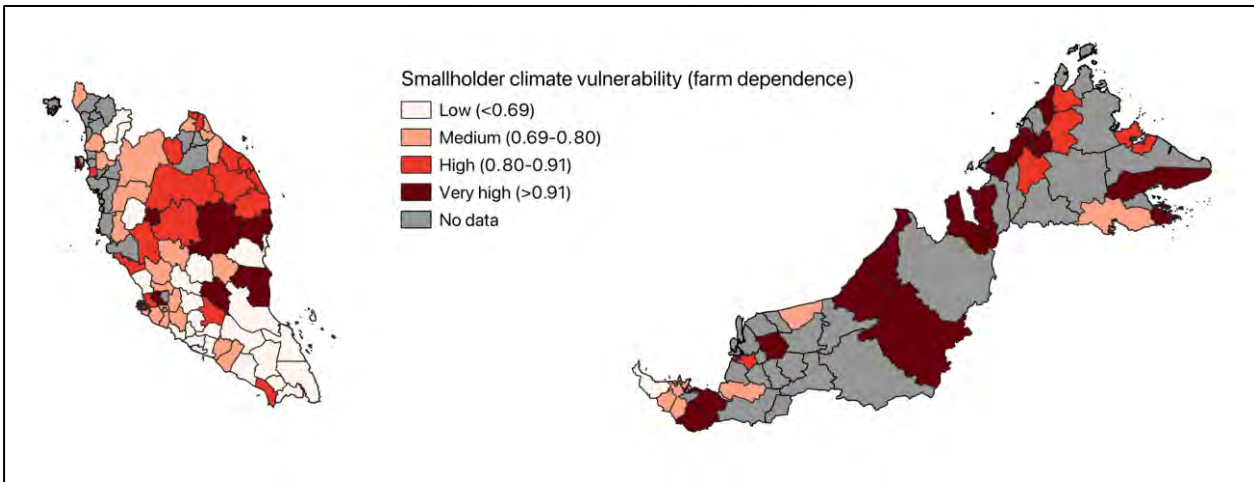 Smallholder climate vulnerability (farm dependence)
Low (<0.69)
Medium (0.69-0.80)
High (0.80-0.91)
Very high (>0.91)
No data